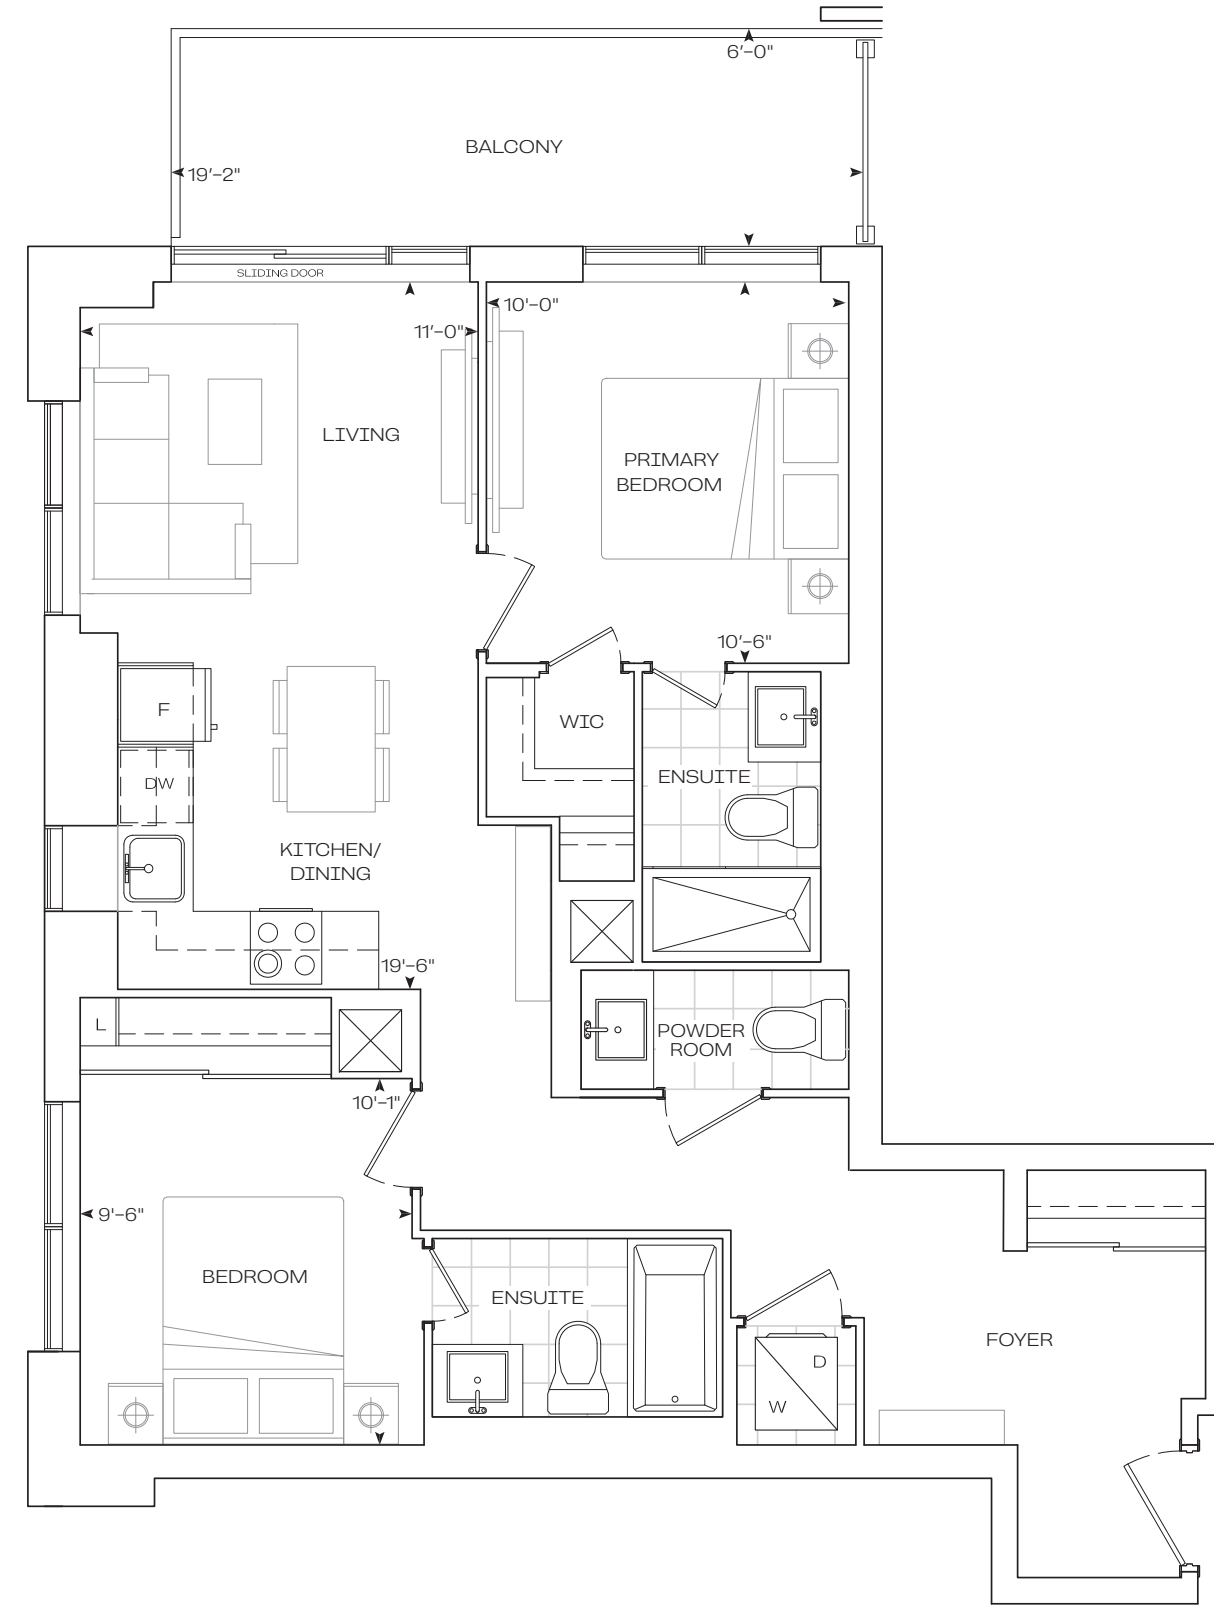 6'-0"
BALCONY
19'-2"
SLIDING DOOR
10'-0"
11'-0"
LIVING
PRIMARY
BEDROOM
10'-6"
F
WIC
ENSUITE
DW
KITCHEN/
DINING
19'-6"
L
POWDER
ROOM
10'-1"
9'-6"
BEDROOM
ENSUITE
FOYER
D
W